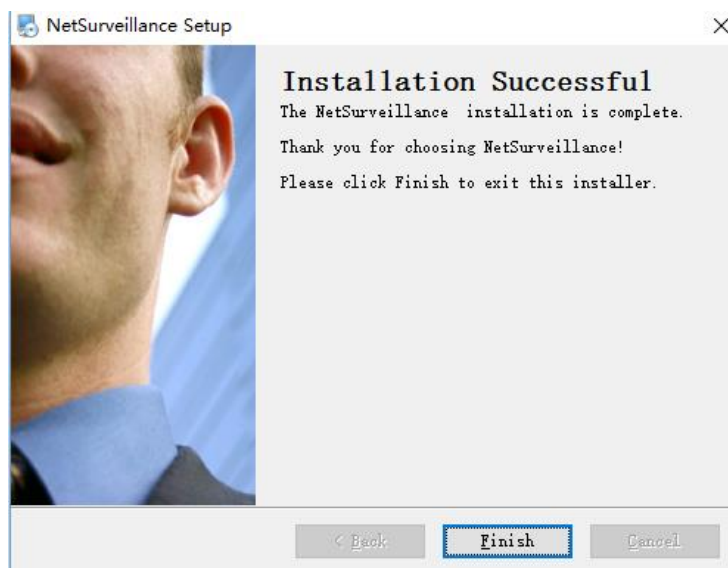 NetSurveillance Setup
Installation Successful
The NetSurveillance  installation is complete.
Thank you for choosing NetSurveillance!
Please click Finish to exit this installer.
< Back
Finish
Cancel